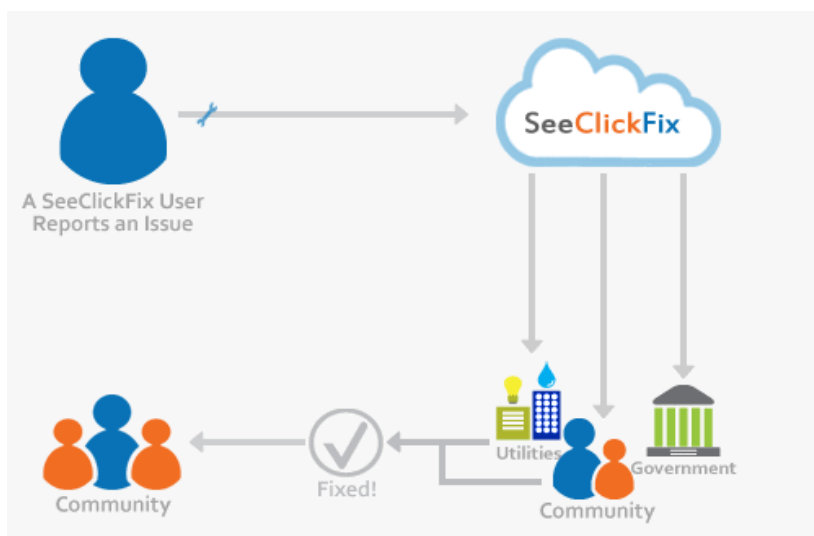 SeeClickFix
A SeeClickFix User
Reports an Issue
Utilities
Government
Fixed!
Community
Community